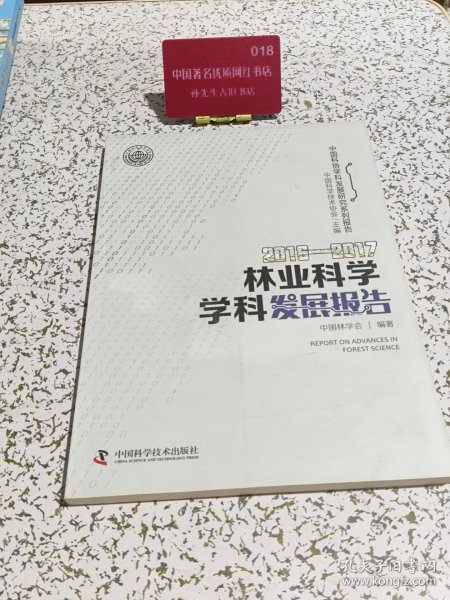 018
中国著名优质网红书店
孙先生古旧书店
中国科协学科发展研究系列报告
中国科学技术协会/主编
2016—2017
林业科学
学科发展报告
中国林学会 | 编著
REPORT ON ADVANCES IN
FOREST SCIENCE
中国科学技术出版社
CHINA SCIENCE AND TECHNOLOGY PRESS
孔夫子旧书网
www.kongfz.com